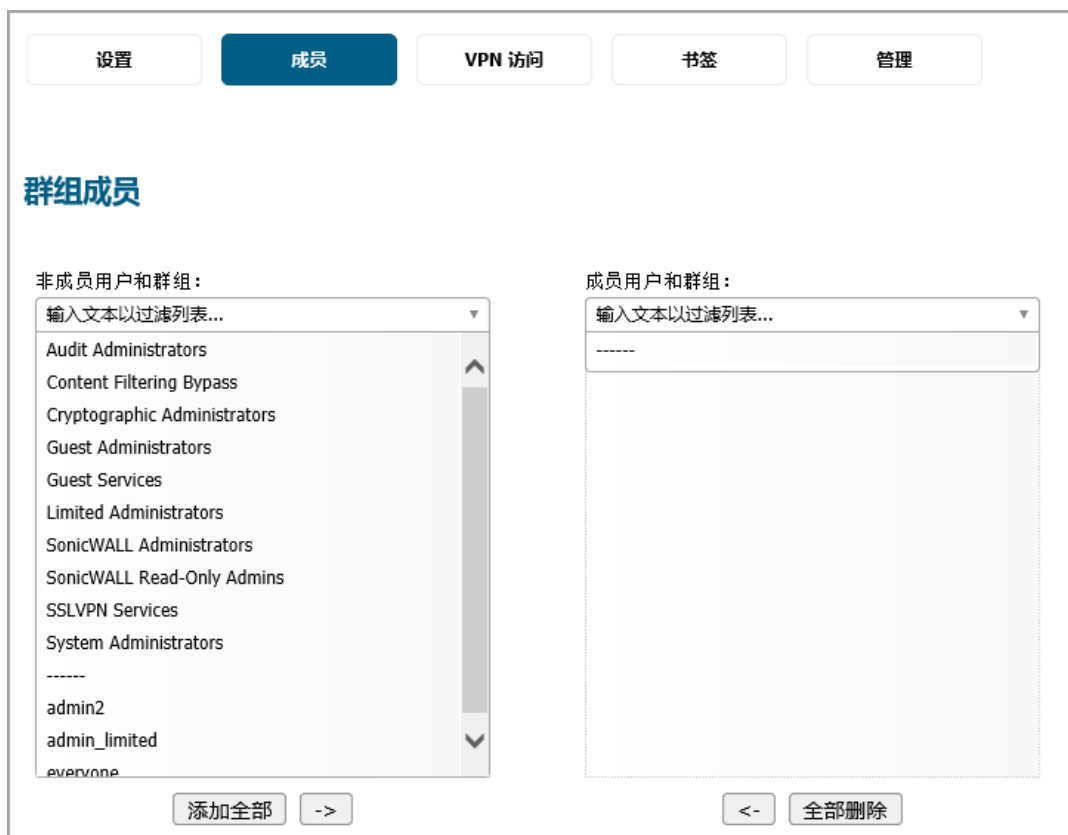 设置
成员
VPN 访问
书签
管理
群组成员
非成员用户和群组:
输入文本以过滤列表...
Audit Administrators
Content Filtering Bypass
Cryptographic Administrators
Guest Administrators
Guest Services
Limited Administrators
SonicWALL Administrators
SonicWALL Read-Only Admins
SSLVPN Services
System Administrators
------
admin2
admin_limited
everyone
添加全部
->
成员用户和群组:
输入文本以过滤列表...
------
<-
全部删除